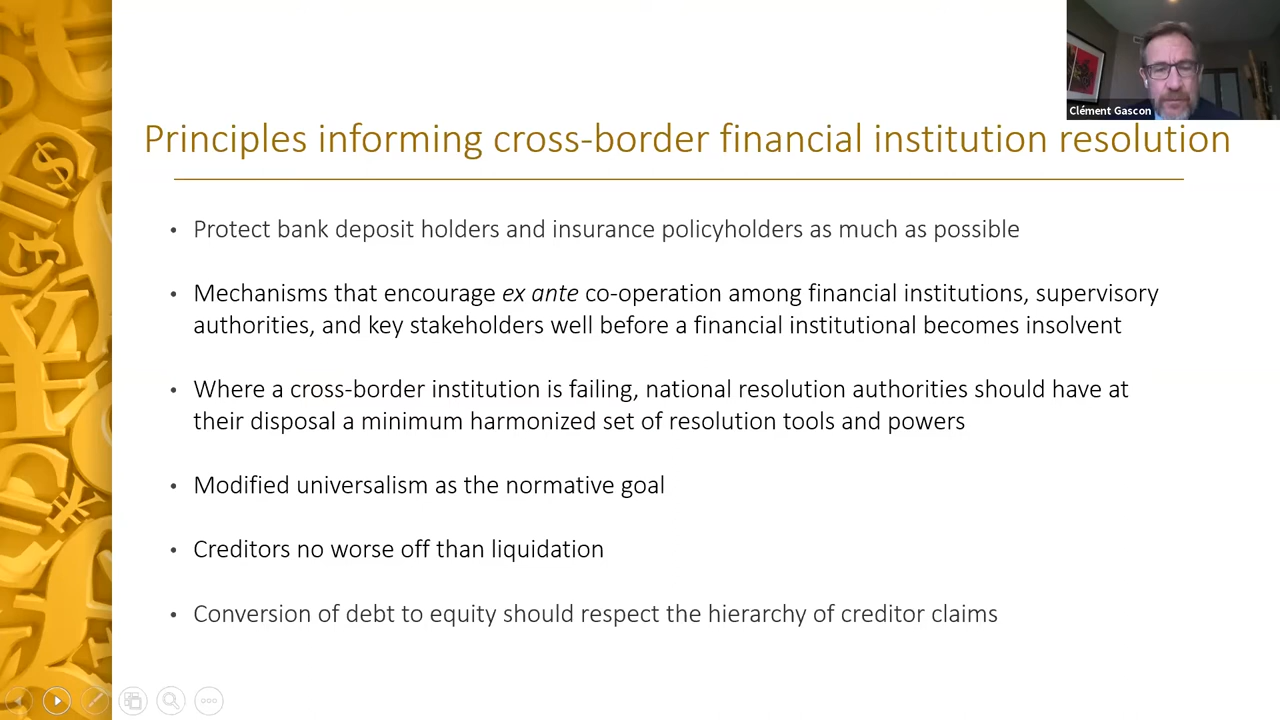 Clément Gascon
Principles informing cross-border financial institution resolution
• Protect bank deposit holders and insurance policyholders as much as possible
• Mechanisms that encourage ex ante co-operation among financial institutions, supervisory
authorities, and key stakeholders well before a financial institutional becomes insolvent
• Where a cross-border institution is failing, national resolution authorities should have at
their disposal a minimum harmonized set of resolution tools and powers
• Modified universalism as the normative goal
• Creditors no worse off than liquidation
• Conversion of debt to equity should respect the hierarchy of creditor claims